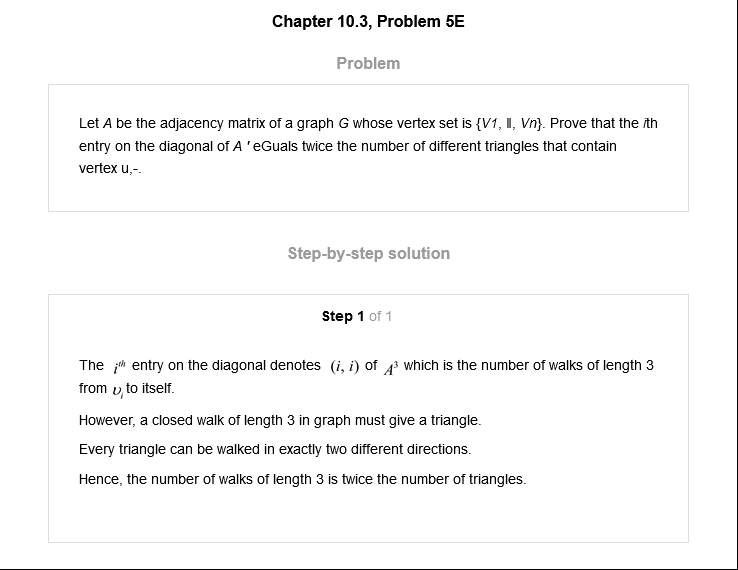 Chapter 10.3, Problem 5E
Problem
Let A be the adjacency matrix of a graph G whose vertex set is {V1, ll, Vn}. Prove that the ith
entry on the diagonal of A ' eGuals twice the number of different triangles that contain
vertex u,-.
Step-by-step solution
Step 1 of 1
The iᵗʰ entry on the diagonal denotes (i, i) of A³ which is the number of walks of length 3
from υᵢ to itself.
However, a closed walk of length 3 in graph must give a triangle.
Every triangle can be walked in exactly two different directions.
Hence, the number of walks of length 3 is twice the number of triangles.